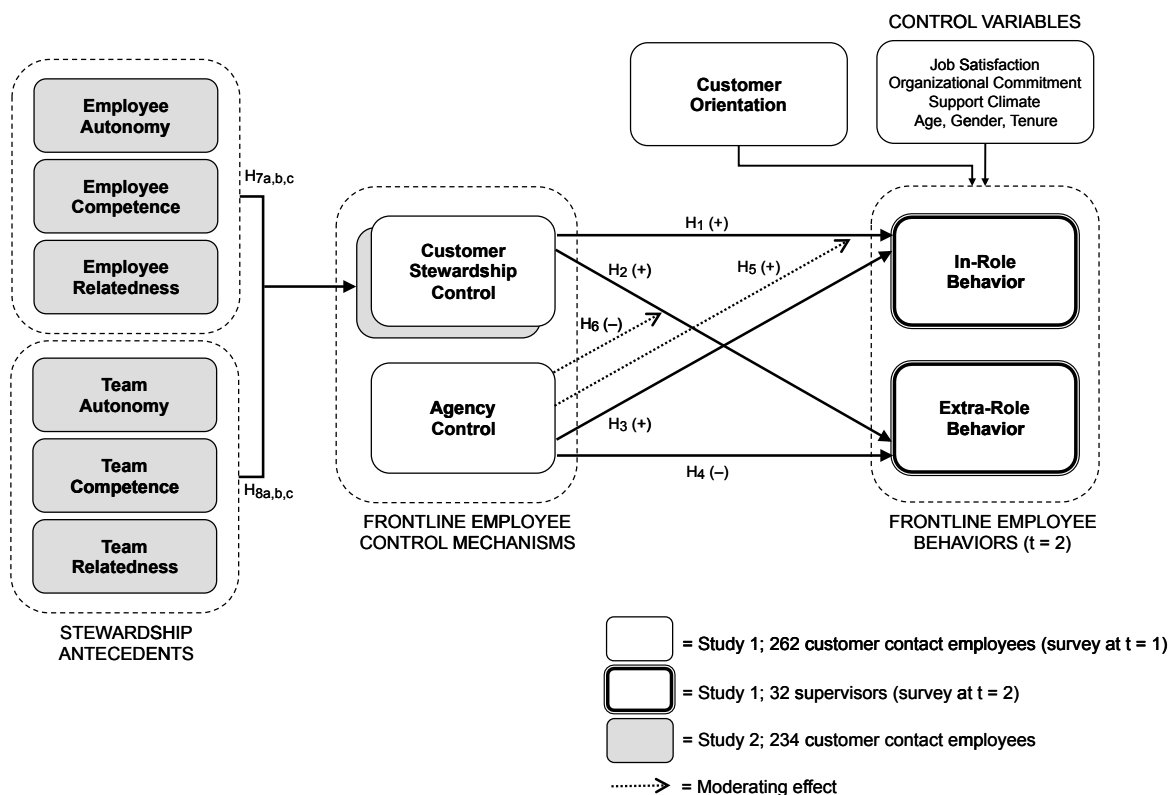 CONTROL VARIABLES
Job Satisfaction
Organizational Commitment
Support Climate
Age, Gender, Tenure
Customer
Orientation
Employee
Autonomy
Employee
Competence
Employee
Relatedness
H7a,b,c
Team
Autonomy
Team
Competence
Team
Relatedness
H8a,b,c
STEWARDSHIP
ANTECEDENTS
Customer
Stewardship
Control
Agency
Control
FRONTLINE EMPLOYEE
CONTROL MECHANISMS
H1 (+)
H2 (+)
H5 (+)
H6 (–)
H3 (+)
H4 (–)
In-Role
Behavior
Extra-Role
Behavior
FRONTLINE EMPLOYEE
BEHAVIORS (t = 2)
= Study 1; 262 customer contact employees (survey at t = 1)
= Study 1; 32 supervisors (survey at t = 2)
= Study 2; 234 customer contact employees
= Moderating effect